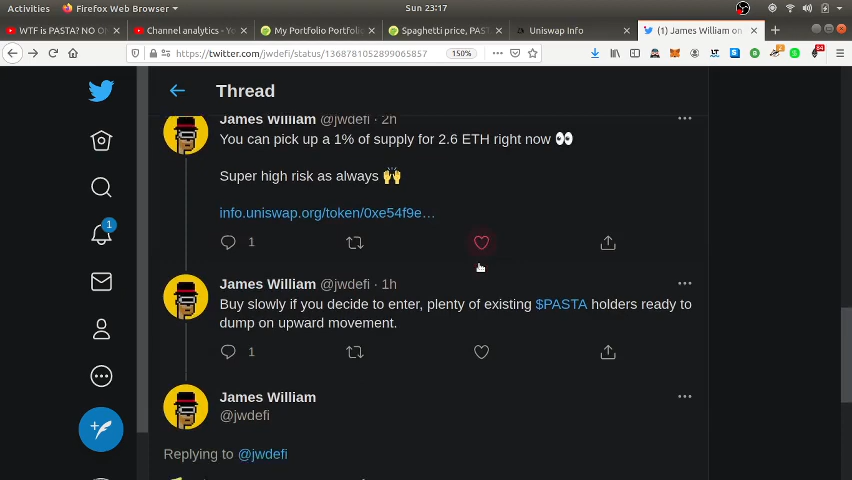 Activities
Firefox Web Browser
Sun 23:17
WTF is PASTA? NO O
Channel analytics - Yo
My Portfolio Portfolio
Spaghetti price, PAST
Uniswap Info
(1) James William on
https://twitter.com/jwdefi/status/1368781052899065857
150%
84
Thread
James William @jwdefi · 2h
You can pick up a 1% of supply for 2.6 ETH right now 👀
Super high risk as always 🙌
info.uniswap.org/token/0xe54f9e…
1
1
James William @jwdefi · 1h
Buy slowly if you decide to enter, plenty of existing $PASTA holders ready to
dump on upward movement.
1
James William
@jwdefi
Replying to @jwdefi